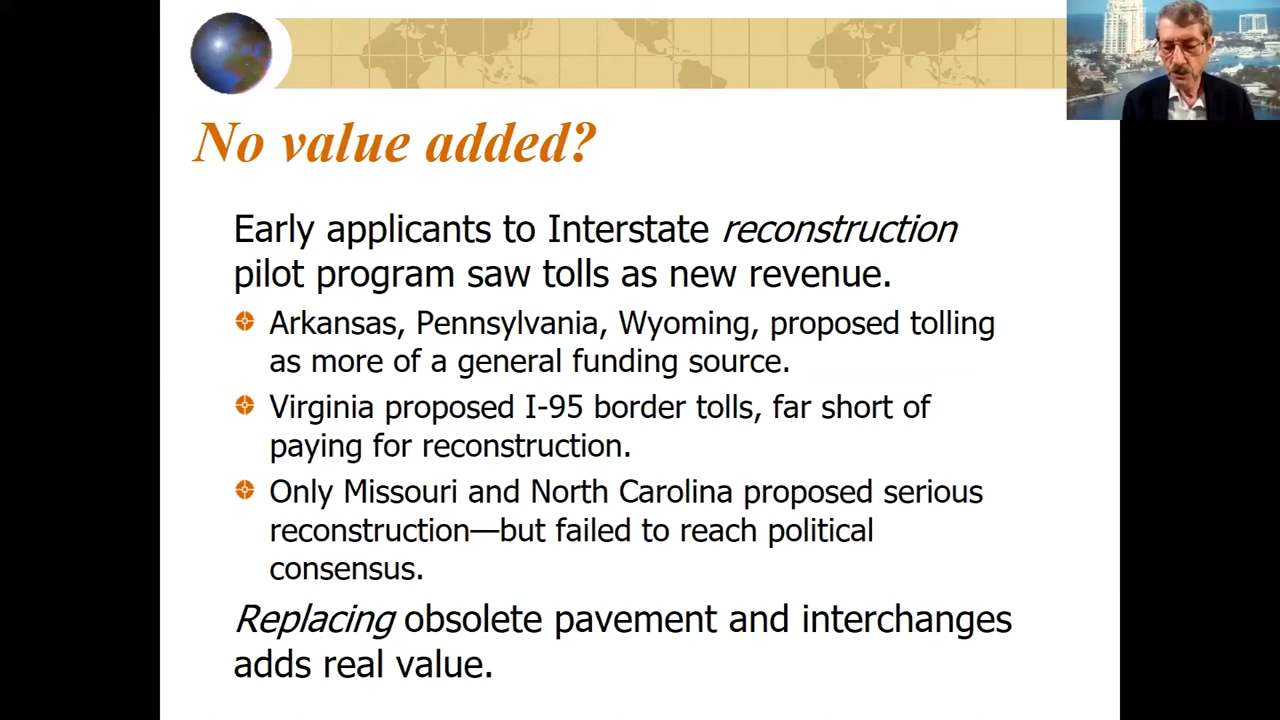 No value added?
Early applicants to Interstate reconstruction
pilot program saw tolls as new revenue.
Arkansas, Pennsylvania, Wyoming, proposed tolling
as more of a general funding source.
Virginia proposed I-95 border tolls, far short of
paying for reconstruction.
Only Missouri and North Carolina proposed serious
reconstruction—but failed to reach political
consensus.
Replacing obsolete pavement and interchanges
adds real value.